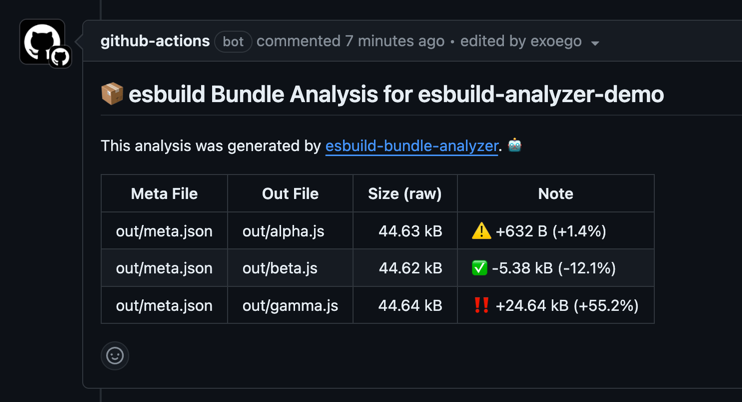 github-actions bot commented 7 minutes ago • edited by exoego
📦 esbuild Bundle Analysis for esbuild-analyzer-demo
This analysis was generated by esbuild-bundle-analyzer. 🤖
Meta File Out File Size (raw) Note
out/meta.json out/alpha.js 44.63 kB ⚠️ +632 B (+1.4%)
out/meta.json out/beta.js 44.62 kB ✅ -5.38 kB (-12.1%)
out/meta.json out/gamma.js 44.64 kB ‼️ +24.64 kB (+55.2%)